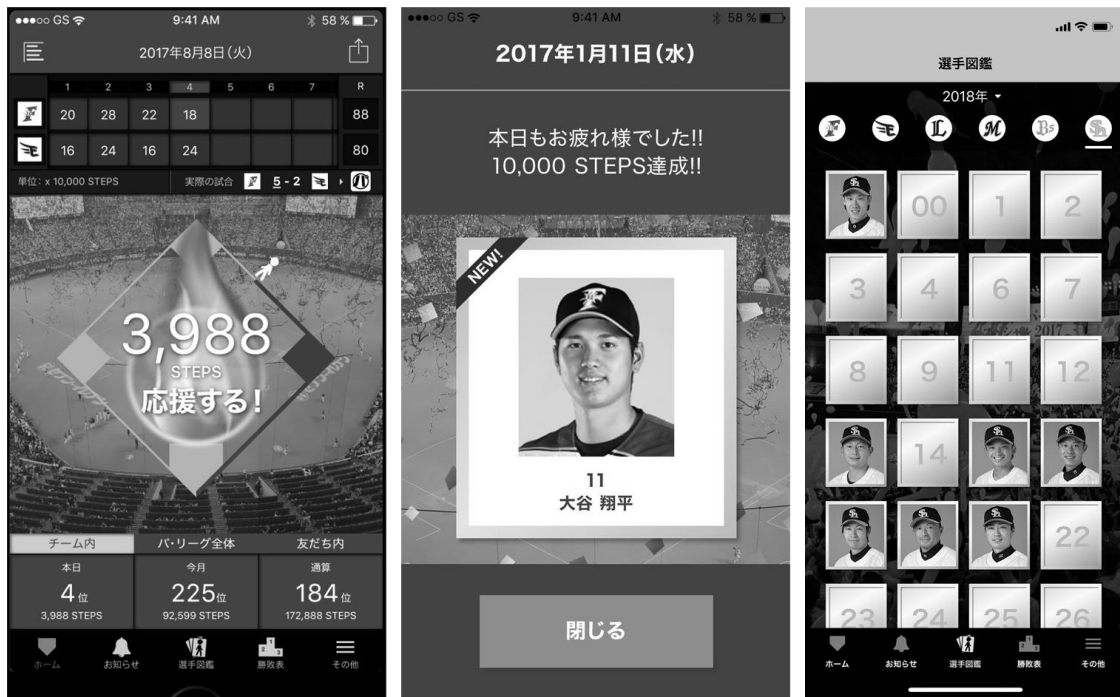 ●●●○○ GS 9:41 AM 58 %
2017年8月8日(火)
1 2 3 4 5 6 7 R
F 20 28 22 18 88
E 16 24 16 24 80
単位: x 10,000 STEPS 実際の試合 F 5 - 2 E
3,988
STEPS
応援する!
チーム内 パ・リーグ全体 友だち内
本日 今月 通算
4位 225位 184位
3,988 STEPS 92,599 STEPS 172,888 STEPS
ホーム お知らせ 選手図鑑 勝敗表 その他
●●●○○ GS 9:41 AM 58 %
2017年1月11日(水)
本日もお疲れ様でした!!
10,000 STEPS達成!!
NEW!
F
11
大谷 翔平
閉じる
選手図鑑
2018年
F E L M Bs SH
00 1 2
3 4 6 7
2017
8 9 11 12
14
22
23 24 25 26
ホーム お知らせ 選手図鑑 勝敗表 その他